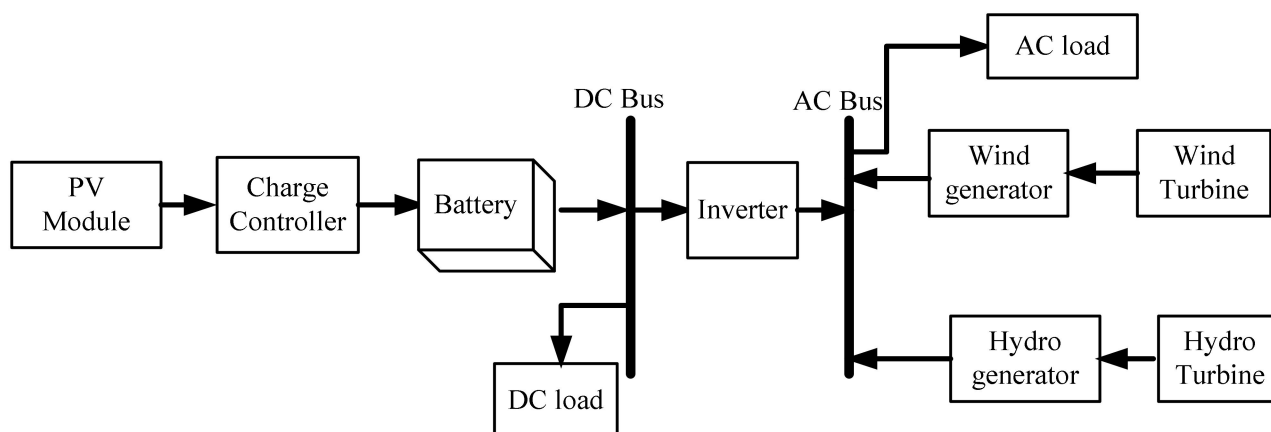 AC load
DC Bus
AC Bus
PV
Module
Charge
Controller
Battery
Inverter
Wind
generator
Wind
Turbine
DC load
Hydro
generator
Hydro
Turbine